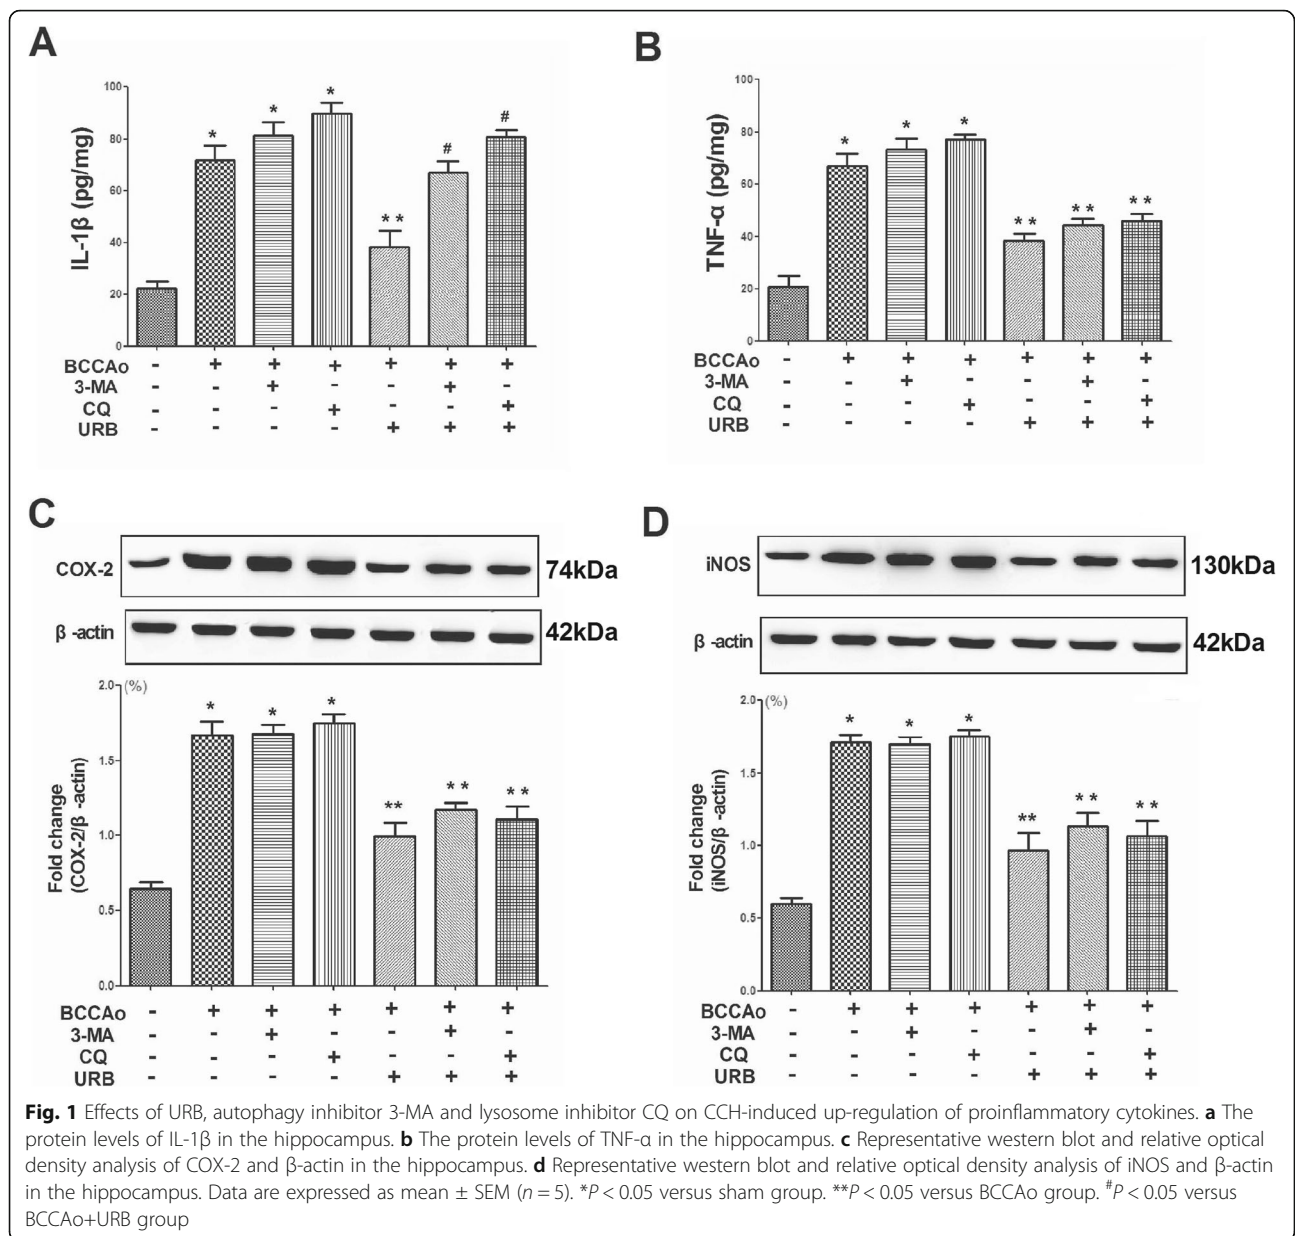 A
IL-1β (pg/mg)
100
80
60
40
20
0
* * * ** # #
BCCAo - + + + + + +
3-MA - - + - - + -
CQ - - - + - - +
URB - - - - + + +
B
TNF-α (pg/mg)
100
80
60
40
20
0
* * * ** ** **
BCCAo - + + + + + +
3-MA - - + - - + -
CQ - - - + - - +
URB - - - - + + +
C
COX-2 74kDa
β -actin 42kDa
(%)
Fold change
(COX-2/β -actin)
2.0
1.5
1.0
0.5
0.0
* * * ** ** **
BCCAo - + + + + + +
3-MA - - + - - + -
CQ - - - + - - +
URB - - - - + + +
D
iNOS 130kDa
β -actin 42kDa
(%)
Fold change
(iNOS/β -actin)
2.0
1.5
1.0
0.5
0.0
* * * ** ** **
BCCAo - + + + + + +
3-MA - - + - - + -
CQ - - - + - - +
URB - - - - + + +
Fig. 1 Effects of URB, autophagy inhibitor 3-MA and lysosome inhibitor CQ on CCH-induced up-regulation of proinflammatory cytokines. a The
protein levels of IL-1β in the hippocampus. b The protein levels of TNF-α in the hippocampus. c Representative western blot and relative optical
density analysis of COX-2 and β-actin in the hippocampus. d Representative western blot and relative optical density analysis of iNOS and β-actin
in the hippocampus. Data are expressed as mean ± SEM (n = 5). *P < 0.05 versus sham group. **P < 0.05 versus BCCAo group. #P < 0.05 versus
BCCAo+URB group